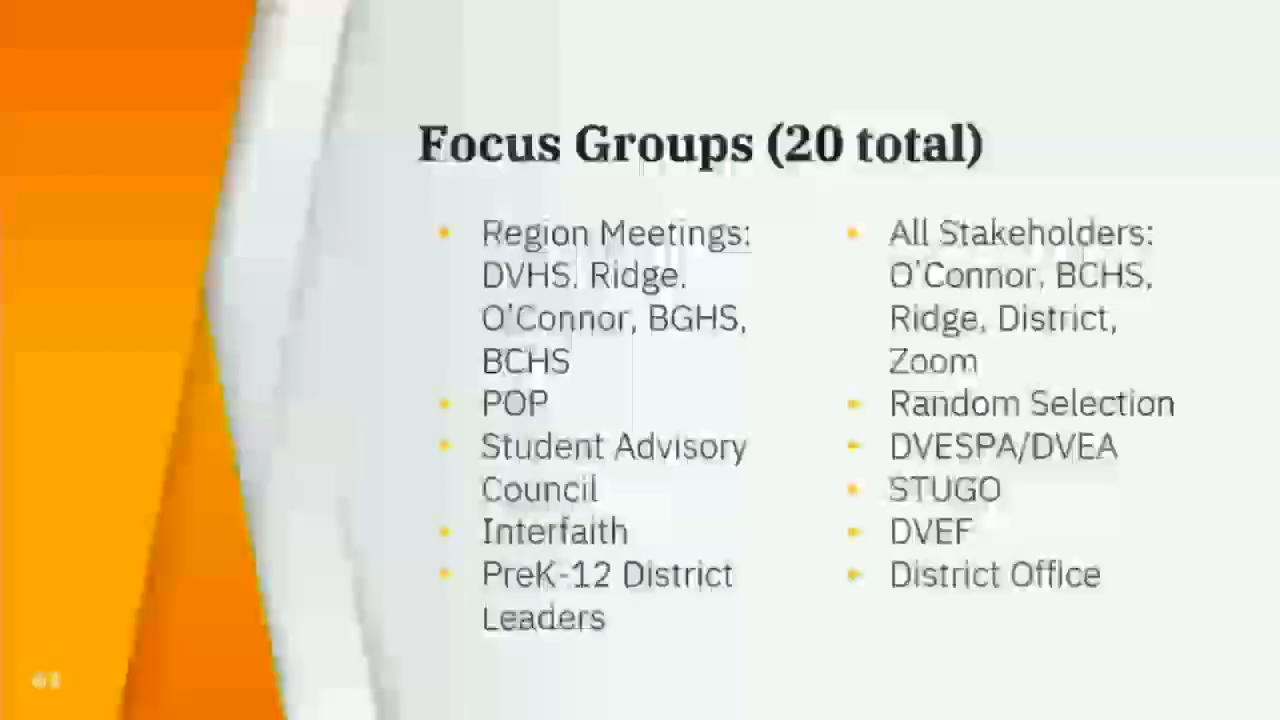 Focus Groups (20 total)
Region Meetings:
DVHS, Ridge,
O'Connor, BGHS,
BCHS
POP
Student Advisory
Council
Interfaith
PreK-12 District
Leaders
All Stakeholders:
O'Connor, BCHS,
Ridge, District,
Zoom
Random Selection
DVESPA/DVEA
STUGO
DVEF
District Office